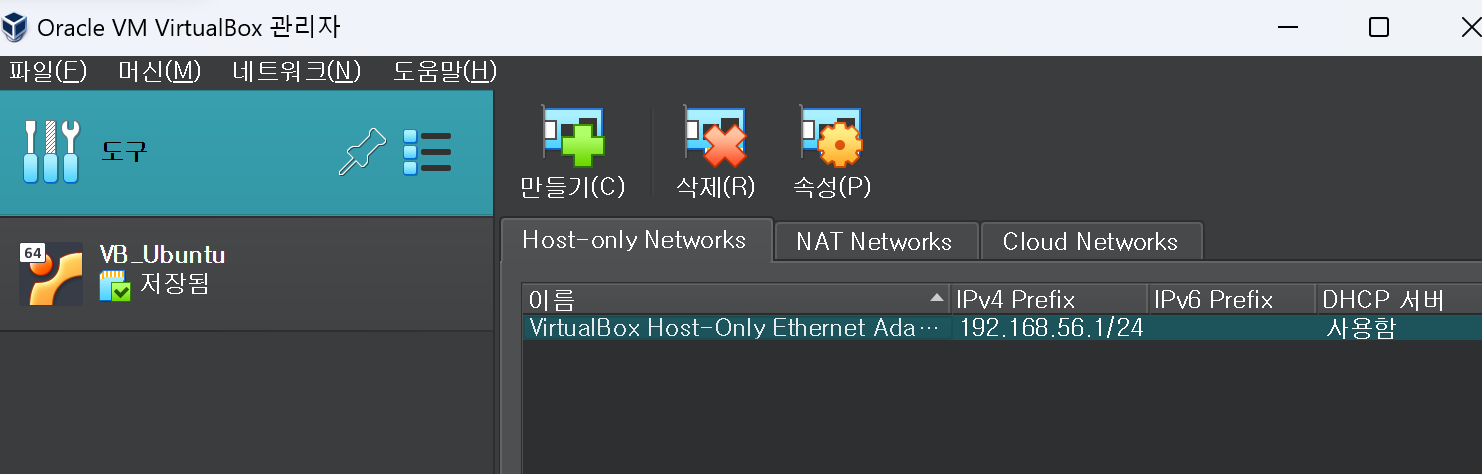 Oracle VM VirtualBox 관리자
파일(F) 머신(M) 네트워크(N) 도움말(H)
도구
만들기(C) 삭제(R) 속성(P)
Host-only Networks NAT Networks Cloud Networks
64
VB_Ubuntu
저장됨
이름 IPv4 Prefix IPv6 Prefix DHCP 서버
VirtualBox Host-Only Ethernet Ada… 192.168.56.1/24 사용함